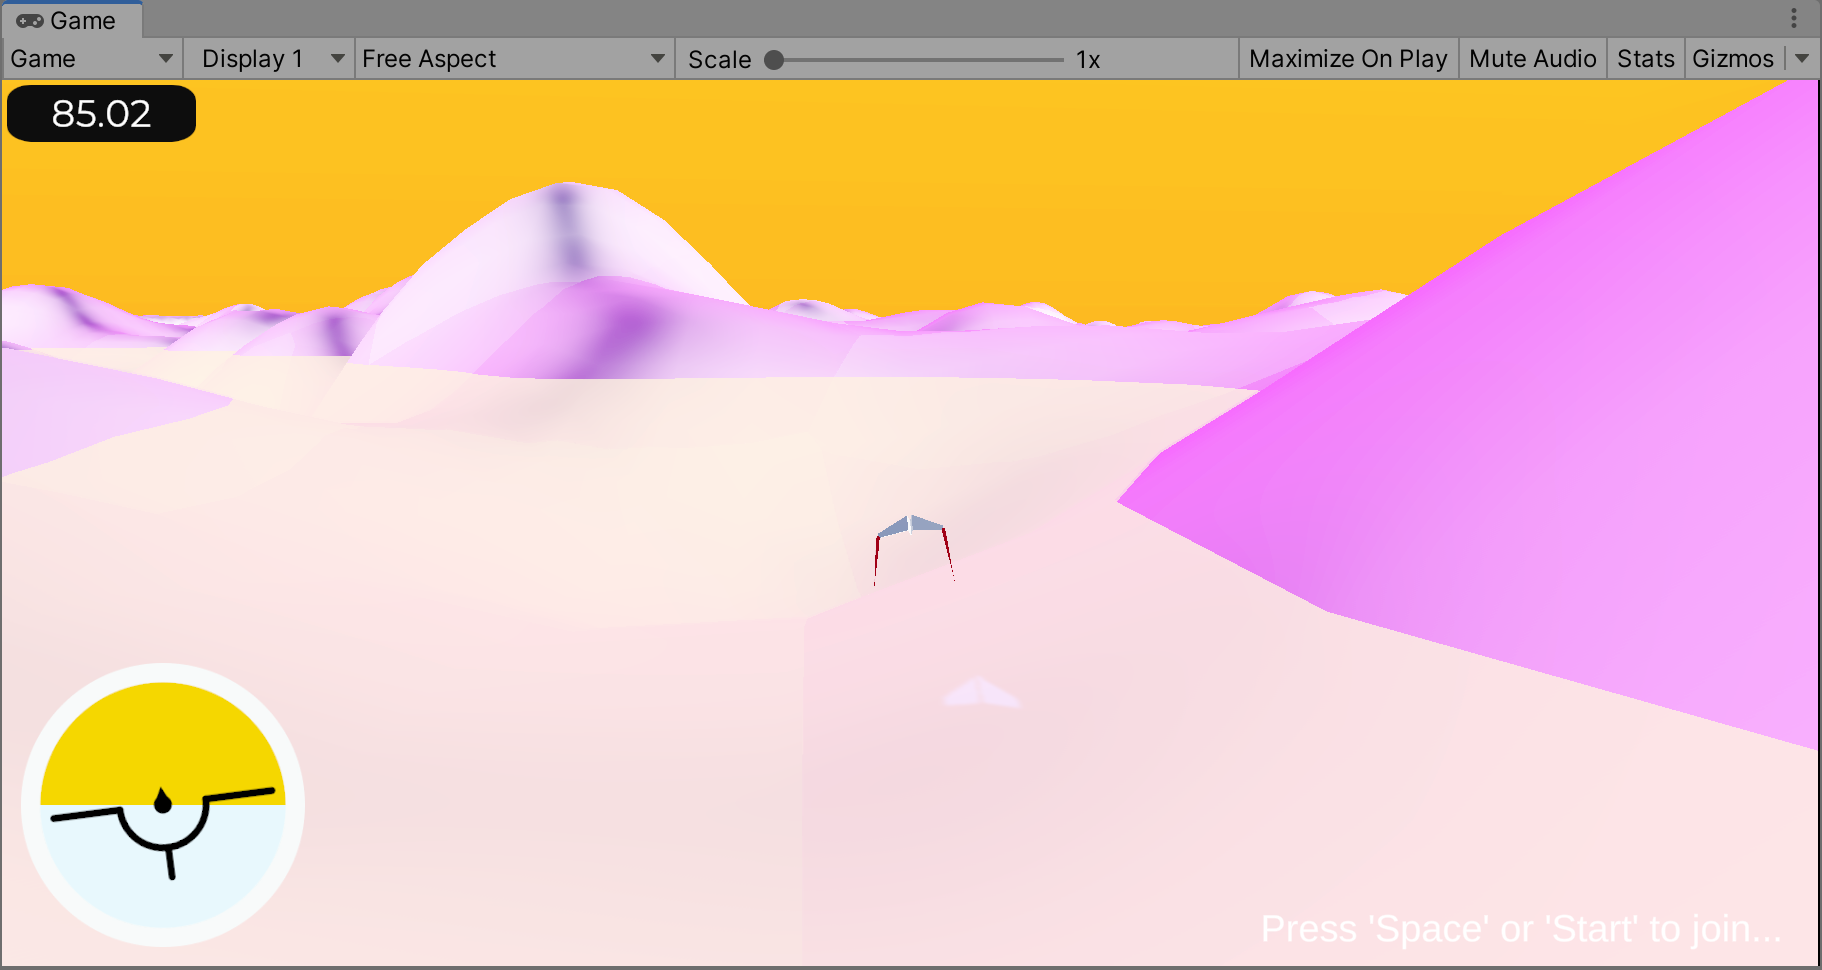 Game
Game Display 1 Free Aspect Scale 1x Maximize On Play Mute Audio Stats Gizmos
85.02
Press 'Space' or 'Start' to join...